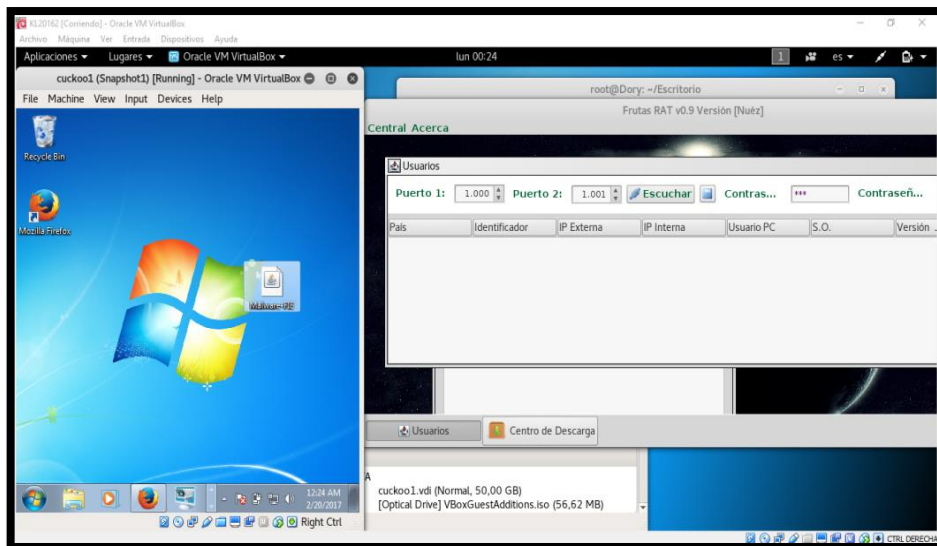 KL20162 [Corriendo] - Oracle VM VirtualBox
Archivo Máquina Ver Entrada Dispositivos Ayuda
Aplicaciones Lugares Oracle VM VirtualBox lun 00:24 1 es
cuckoo1 (Snapshot1) [Running] - Oracle VM VirtualBox
File Machine View Input Devices Help
Recycle Bin
Mozilla Firefox
12:24 AM
2/20/2017
Right Ctrl
root@Dory: ~/Escritorio
Frutas RAT v0.9 Versión [Nuéz]
Central Acerca
Usuarios
Puerto 1: 1.000 Puerto 2: 1.001 Escuchar Contras... *** Contraseñ...
País Identificador IP Externa IP Interna Usuario PC S.O. Versión
Usuarios Centro de Descarga
A
cuckoo1.vdi (Normal, 50,00 GB)
[Optical Drive] VBoxGuestAdditions.iso (56,62 MB)
CTRL DERECHA